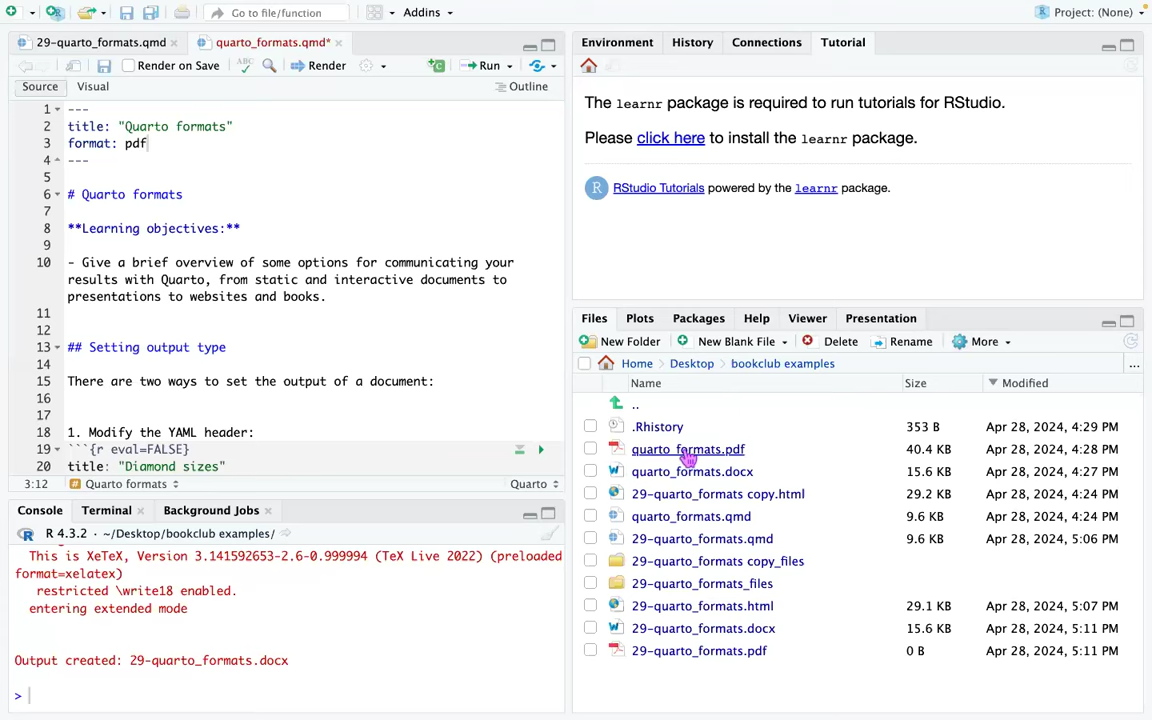 Go to file/function
Addins
Project: (None)
29-quarto_formats.qmd
quarto_formats.qmd*
Render on Save
ABC
Render
Run
Source
Visual
Outline
1 ---
2 title: "Quarto formats"
3 format: pdf
4 ---
5
6 # Quarto formats
7
8 **Learning objectives:**
9
10 - Give a brief overview of some options for communicating your
results with Quarto, from static and interactive documents to
presentations to websites and books.
11
12
13 ## Setting output type
14
15 There are two ways to set the output of a document:
16
17
18 1. Modify the YAML header:
19 ```{r eval=FALSE}
20 title: "Diamond sizes"
3:12
# Quarto formats
Quarto
Console
Terminal
Background Jobs
R 4.3.2 · ~/Desktop/bookclub examples/
This is XeTeX, Version 3.141592653-2.6-0.999994 (TeX Live 2022) (preloaded
format=xelatex)
restricted \write18 enabled.
entering extended mode
Output created: 29-quarto_formats.docx
>
Environment
History
Connections
Tutorial
The learnr package is required to run tutorials for RStudio.
Please click here to install the learnr package.
R RStudio Tutorials powered by the learnr package.
Files
Plots
Packages
Help
Viewer
Presentation
New Folder
New Blank File
Delete
Rename
More
Home
Desktop
bookclub examples
...
Name
Size
Modified
..
.Rhistory 353 B Apr 28, 2024, 4:29 PM
quarto_formats.pdf 40.4 KB Apr 28, 2024, 4:28 PM
quarto_formats.docx 15.6 KB Apr 28, 2024, 4:27 PM
29-quarto_formats copy.html 29.2 KB Apr 28, 2024, 4:24 PM
quarto_formats.qmd 9.6 KB Apr 28, 2024, 4:24 PM
29-quarto_formats.qmd 9.6 KB Apr 28, 2024, 5:06 PM
29-quarto_formats copy_files
29-quarto_formats_files
29-quarto_formats.html 29.1 KB Apr 28, 2024, 5:07 PM
29-quarto_formats.docx 15.6 KB Apr 28, 2024, 5:11 PM
29-quarto_formats.pdf 0 B Apr 28, 2024, 5:11 PM